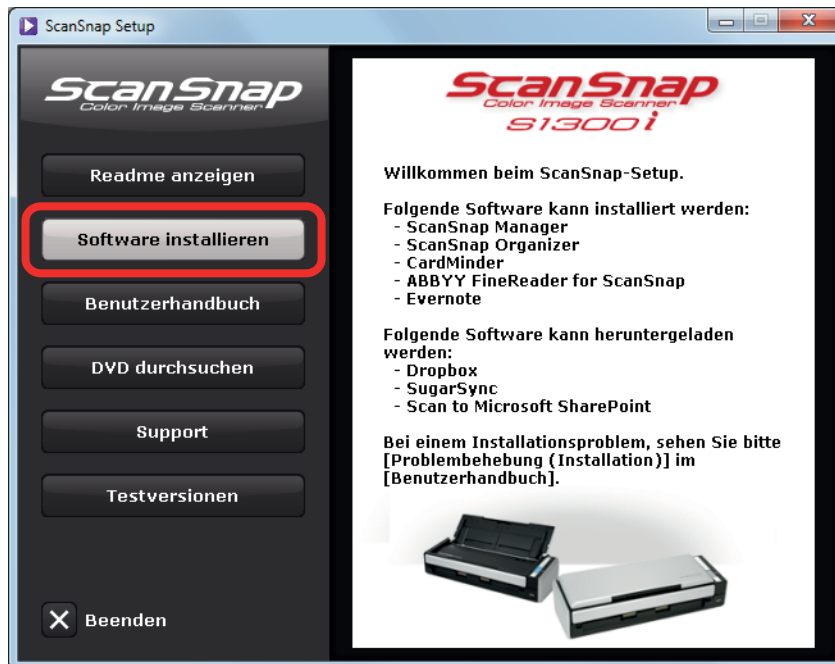 ScanSnap Setup
ScanSnap
Color Image Scanner
Readme anzeigen
Software installieren
Benutzerhandbuch
DVD durchsuchen
Support
Testversionen
Beenden
ScanSnap
Color Image Scanner
S1300i
Willkommen beim ScanSnap-Setup.
Folgende Software kann installiert werden:
- ScanSnap Manager
- ScanSnap Organizer
- CardMinder
- ABBYY FineReader for ScanSnap
- Evernote
Folgende Software kann heruntergeladen
werden:
- Dropbox
- SugarSync
- Scan to Microsoft SharePoint
Bei einem Installationsproblem, sehen Sie bitte
[Problembehebung (Installation)] im
[Benutzerhandbuch].